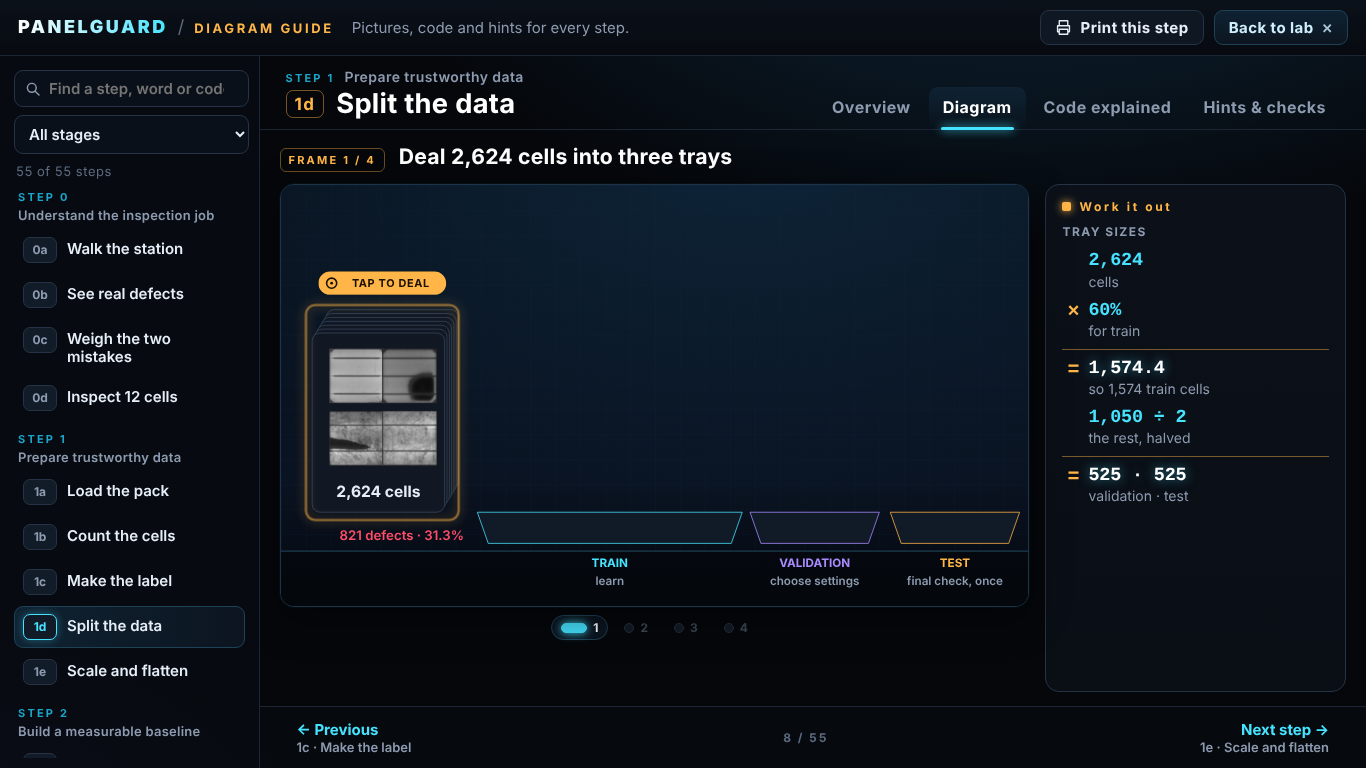 PANELGUARD / DIAGRAM GUIDE Pictures, code and hints for every step.
Print this step
Back to lab ×
Find a step, word or cod
All stages
55 of 55 steps
STEP 0
Understand the inspection job
0a Walk the station
0b See real defects
0c Weigh the two
mistakes
0d Inspect 12 cells
STEP 1
Prepare trustworthy data
1a Load the pack
1b Count the cells
1c Make the label
1d Split the data
1e Scale and flatten
STEP 2
Build a measurable baseline
STEP 1 Prepare trustworthy data
1d Split the data
Overview Diagram Code explained Hints & checks
FRAME 1 / 4 Deal 2,624 cells into three trays
TAP TO DEAL
2,624 cells
821 defects · 31.3%
TRAIN
learn
VALIDATION
choose settings
TEST
final check, once
1 2 3 4
Work it out
TRAY SIZES
2,624
cells
× 60%
for train
= 1,574.4
so 1,574 train cells
1,050 ÷ 2
the rest, halved
= 525 · 525
validation · test
← Previous
1c · Make the label
8 / 55
Next step →
1e · Scale and flatten